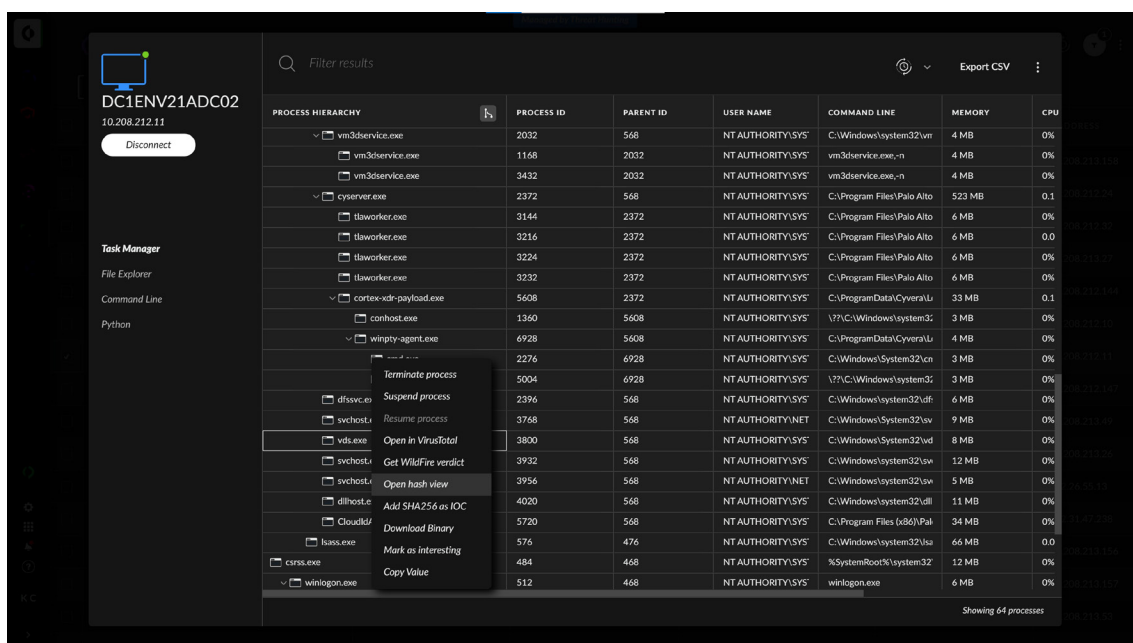 Filter results
Export CSV
DC1ENV21ADC02
10.208.212.11
Disconnect
Task Manager
File Explorer
Command Line
Python
PROCESS HIERARCHY PROCESS ID PARENT ID USER NAME COMMAND LINE MEMORY CPU
vm3dservice.exe 2032 568 NT AUTHORITY\SYS C:\Windows\system32\vm 4 MB 0%
vm3dservice.exe 1168 2032 NT AUTHORITY\SYS vm3dservice.exe,-n 4 MB 0%
vm3dservice.exe 3432 2032 NT AUTHORITY\SYS vm3dservice.exe,-n 4 MB 0%
cyserver.exe 2372 568 NT AUTHORITY\SYS C:\Program Files\Palo Alto 523 MB 0.1
tlaworker.exe 3144 2372 NT AUTHORITY\SYS C:\Program Files\Palo Alto 6 MB 0%
tlaworker.exe 3216 2372 NT AUTHORITY\SYS C:\Program Files\Palo Alto 6 MB 0.0
tlaworker.exe 3224 2372 NT AUTHORITY\SYS C:\Program Files\Palo Alto 6 MB 0%
tlaworker.exe 3232 2372 NT AUTHORITY\SYS C:\Program Files\Palo Alto 6 MB 0%
cortex-xdr-payload.exe 5608 2372 NT AUTHORITY\SYS C:\ProgramData\Cyvera\L 33 MB 0.1
conhost.exe 1360 5608 NT AUTHORITY\SYS \??\C:\Windows\system32 3 MB 0%
winpty-agent.exe 6928 5608 NT AUTHORITY\SYS C:\ProgramData\Cyvera\L 4 MB 0%
2276 6928 NT AUTHORITY\SYS C:\Windows\System32\cn 3 MB 0%
5004 6928 NT AUTHORITY\SYS \??\C:\Windows\system32 3 MB 0%
dfssvc.ex 2396 568 NT AUTHORITY\SYS C:\Windows\system32\df 6 MB 0%
svchost. 3768 568 NT AUTHORITY\NET C:\Windows\System32\sv 9 MB 0%
vds.exe 3800 568 NT AUTHORITY\SYS C:\Windows\System32\vd 8 MB 0%
svchost. 3932 568 NT AUTHORITY\SYS C:\Windows\system32\sv 12 MB 0%
svchost. 3956 568 NT AUTHORITY\NET C:\Windows\system32\sv 5 MB 0%
dllhost.e 4020 568 NT AUTHORITY\SYS C:\Windows\system32\dll 11 MB 0%
CloudId 5720 568 NT AUTHORITY\SYS C:\Program Files (x86)\Pal 34 MB 0%
lsass.exe 576 476 NT AUTHORITY\SYS C:\Windows\system32\lsa 66 MB 0.0
csrss.exe 484 468 NT AUTHORITY\SYS %SystemRoot%\system32 12 MB 0%
winlogon.exe 512 468 NT AUTHORITY\SYS winlogon.exe 6 MB 0%
Terminate process
Suspend process
Resume process
Open in VirusTotal
Get WildFire verdict
Open hash view
Add SHA256 as IOC
Download Binary
Mark as interesting
Copy Value
Showing 64 processes
KC